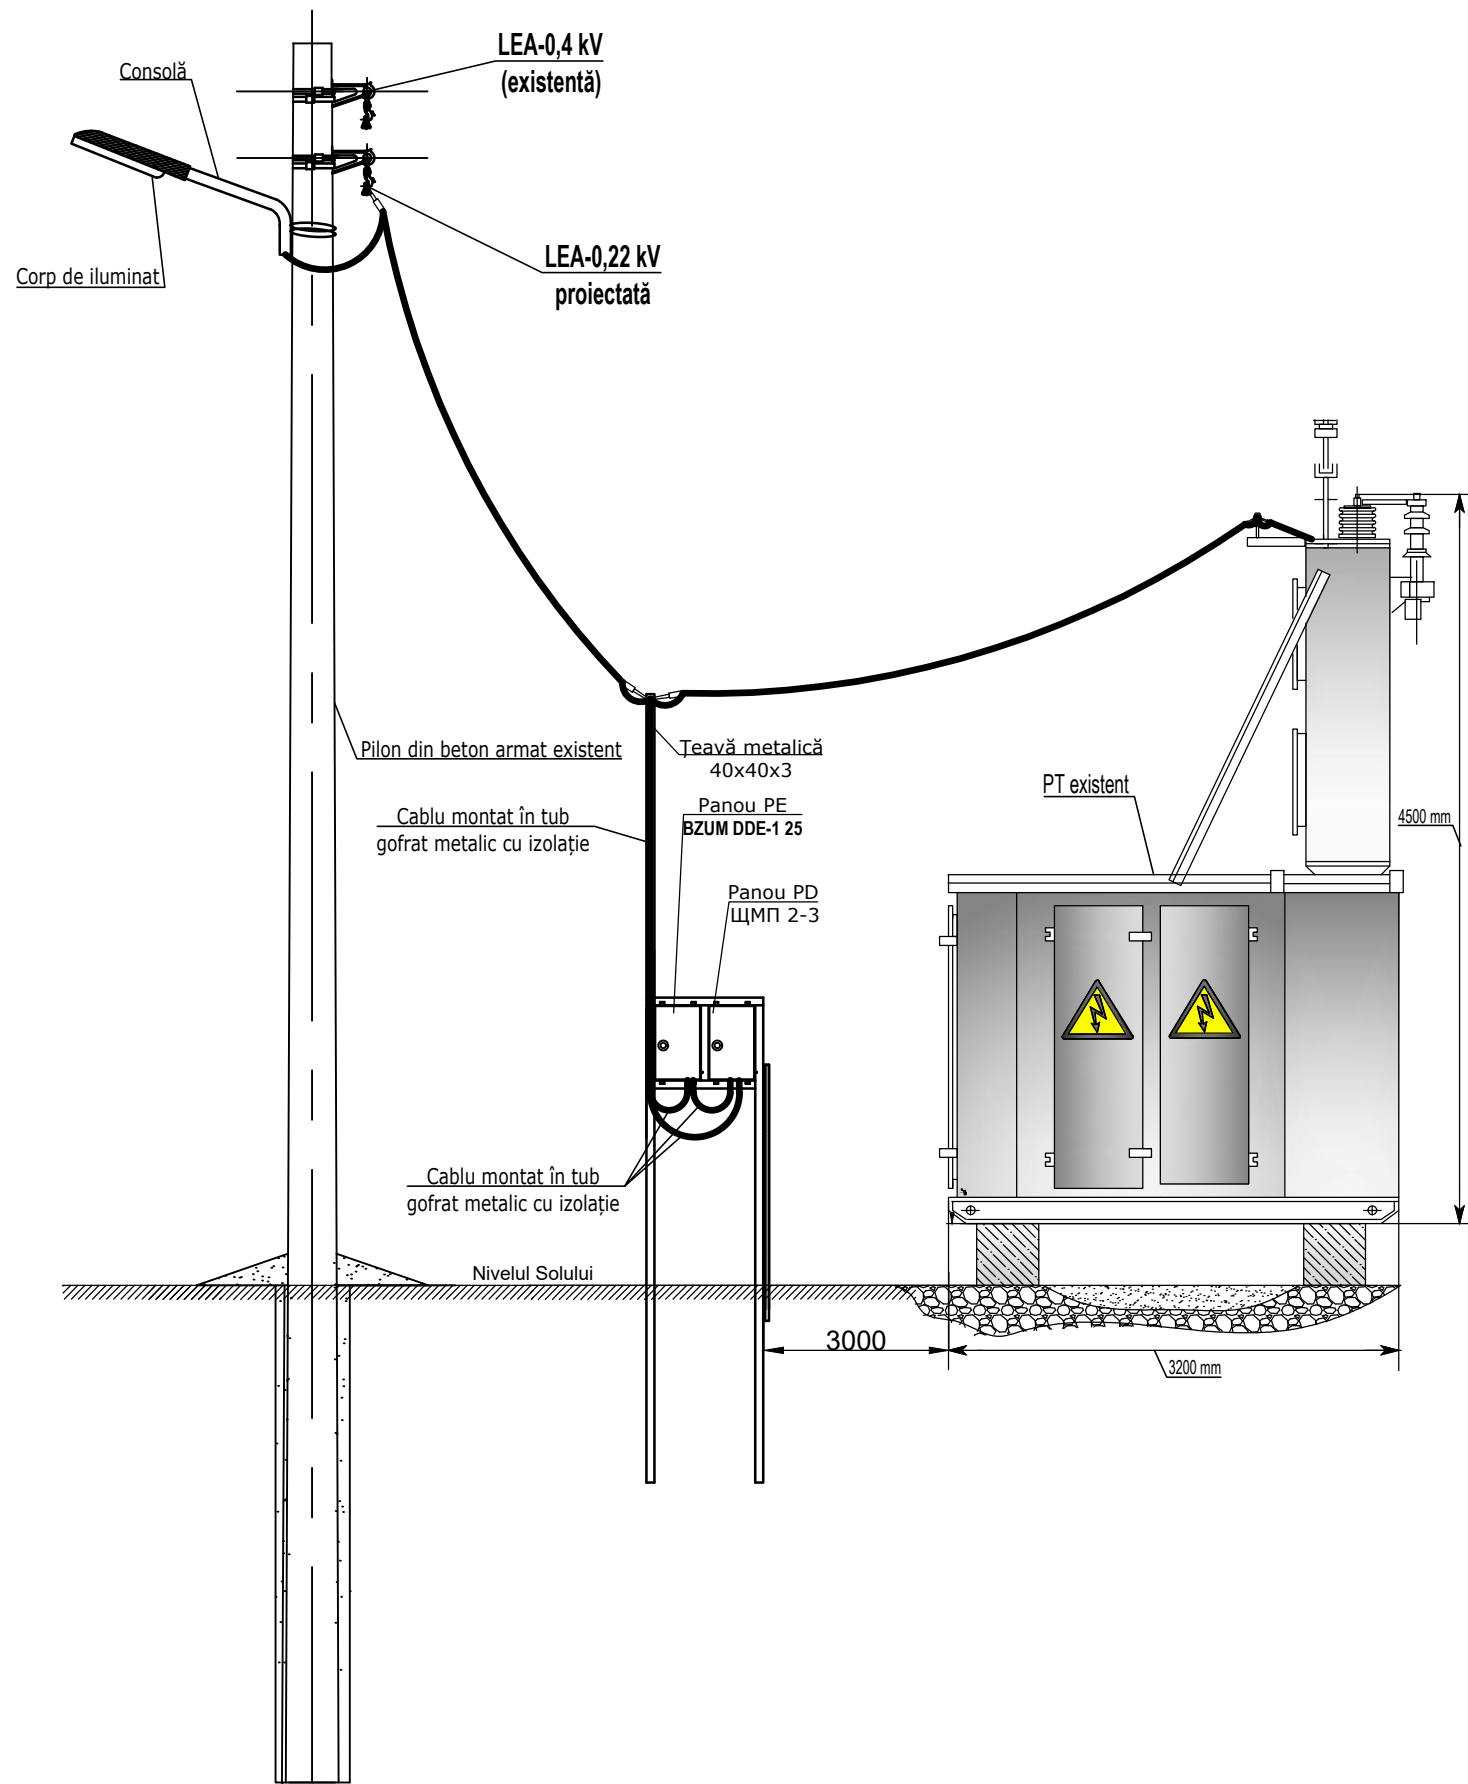 LEA-0,4 kV
(existentă)
Consolă
LEA-0,22 kV
proiectată
Corp de iluminat
Pilon din beton armat existent
Țeavă metalică
40x40x3
PT existent
Cablu montat în tub
gofrat metalic cu izolație
Panou PE
BZUM DDE-1 25
4500 mm
Panou PD
ЩМП 2-3
Cablu montat în tub
gofrat metalic cu izolație
Nivelul Solului
3000
3200 mm